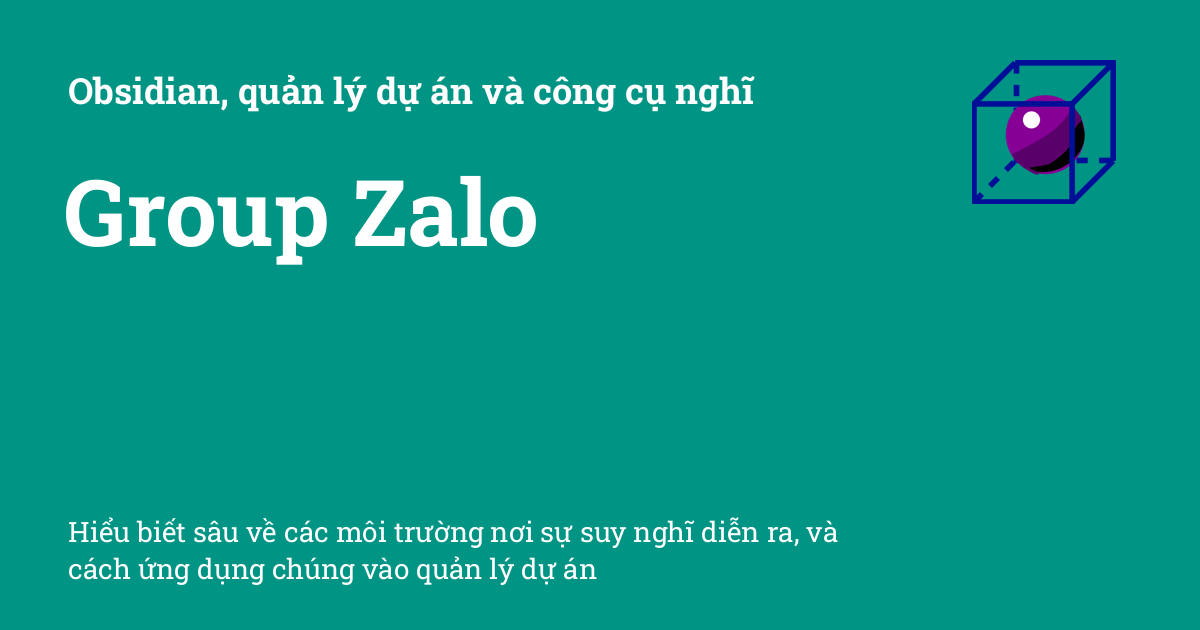 Obsidian, quản lý dự án và công cụ nghĩ
Group Zalo
Hiểu biết sâu về các môi trường nơi sự suy nghĩ diễn ra, và
cách ứng dụng chúng vào quản lý dự án